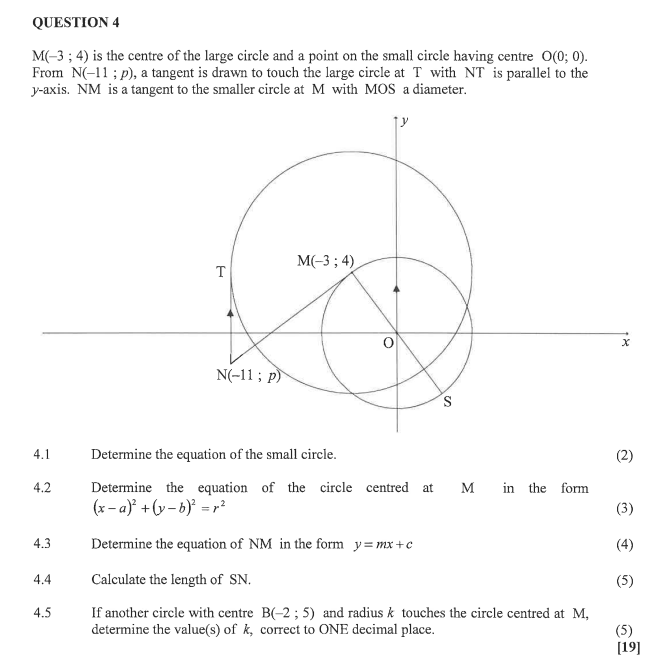 QUESTION 4
M(–3 ; 4) is the centre of the large circle and a point on the small circle having centre O(0; 0).
From N(–11 ; p), a tangent is drawn to touch the large circle at T with NT is parallel to the
y-axis. NM is a tangent to the smaller circle at M with MOS a diameter.
y
M(–3 ; 4)
T
O
x
N(–11 ; p)
S
4.1 Determine the equation of the small circle. (2)
4.2 Determine the equation of the circle centred at M in the form
(x – a)² + (y – b)² = r² (3)
4.3 Determine the equation of NM in the form y = mx + c (4)
4.4 Calculate the length of SN. (5)
4.5 If another circle with centre B(–2 ; 5) and radius k touches the circle centred at M,
determine the value(s) of k, correct to ONE decimal place. (5)
[19]